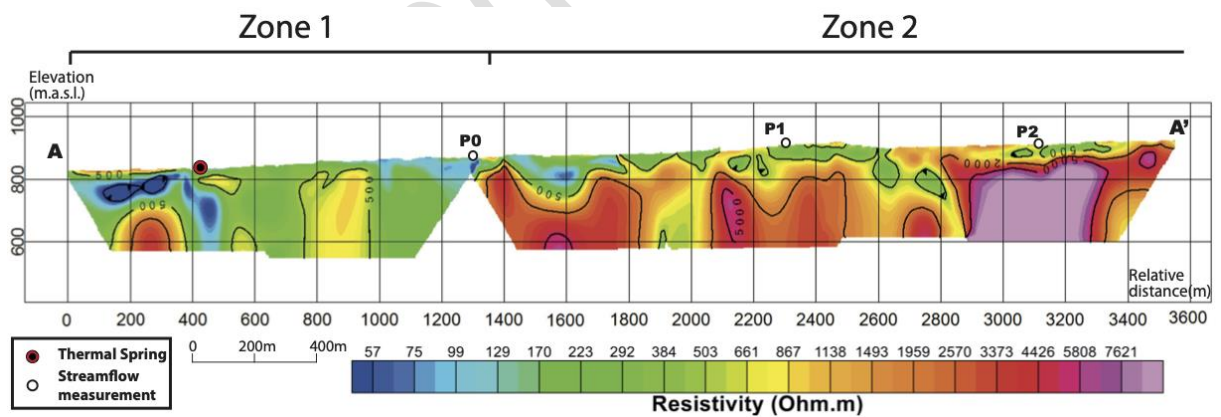 Zone 1
Zone 2
Elevation
(m.a.s.l.)
1000
800
600
A
P0
P1
P2
A'
500
500
500
500
5000
2000
500
500
Relative
distance(m)
0 200 400 600 800 1000 1200 1400 1600 1800 2000 2200 2400 2600 2800 3000 3200 3400 3600
Thermal Spring
Streamflow
measurement
0 200m 400m
57 75 99 129 170 223 292 384 503 661 867 1138 1493 1959 2570 3373 4426 5808 7621
Resistivity (Ohm.m)